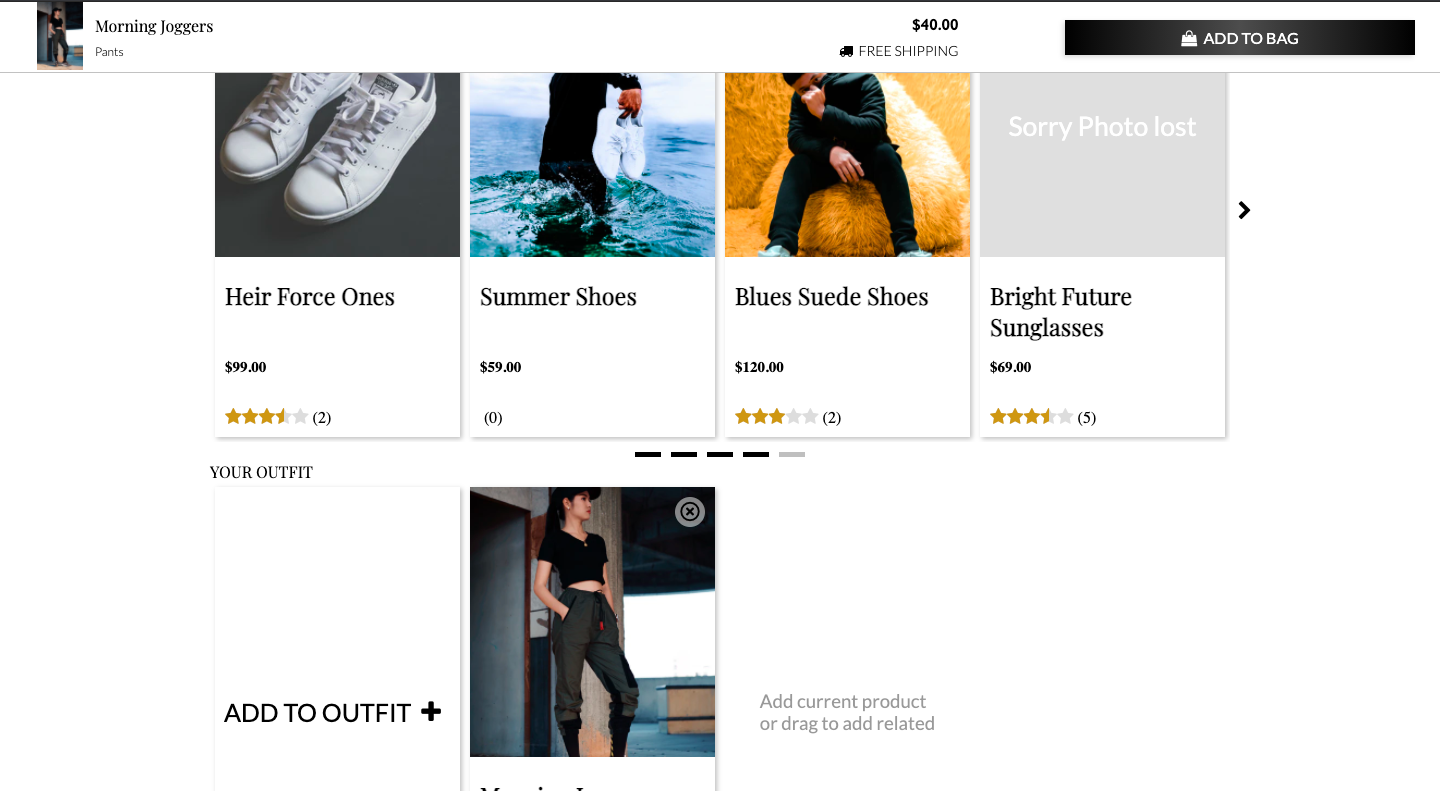 Morning Joggers
Pants
$40.00
FREE SHIPPING
ADD TO BAG
Sorry Photo lost
Heir Force Ones
$99.00
(2)
Summer Shoes
$59.00
(0)
Blues Suede Shoes
$120.00
(2)
Bright Future
Sunglasses
$69.00
(5)
YOUR OUTFIT
ADD TO OUTFIT
Add current product
or drag to add related